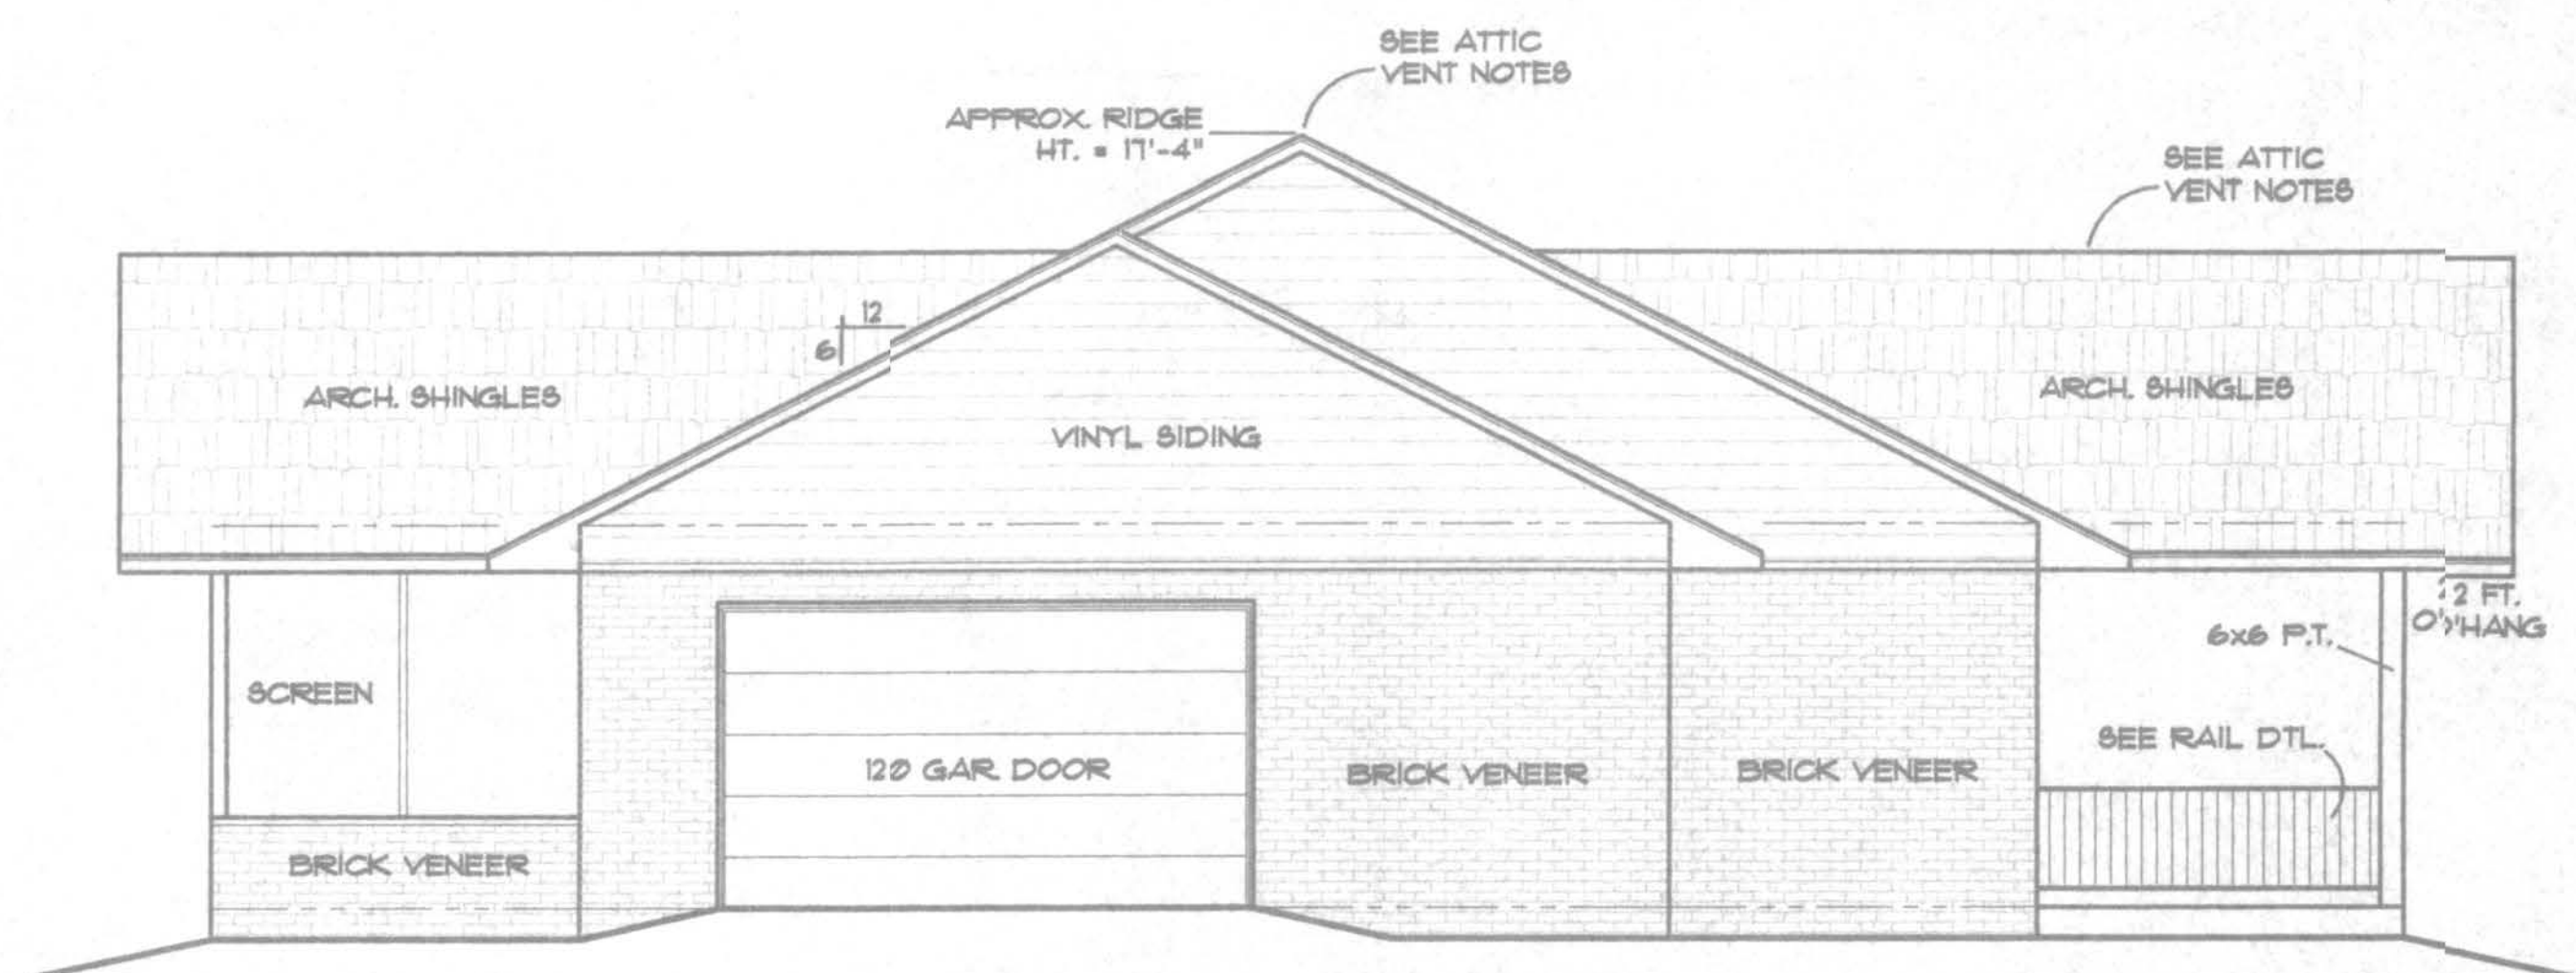 SEE ATTIC
VENT NOTES
APPROX. RIDGE
HT. = 17'-4"
SEE ATTIC
VENT NOTES
12
6
ARCH. SHINGLES
ARCH. SHINGLES
VINYL SIDING
2 FT.
O'HANG
6x6 P.T.
SCREEN
SEE RAIL DTL.
120 GAR. DOOR
BRICK VENEER
BRICK VENEER
BRICK VENEER